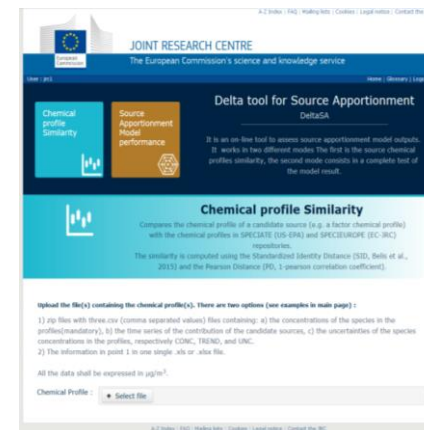 A-Z Index | FAQ | Mailing lists | Cookies | Legal notice | Contact the
JOINT RESEARCH CENTRE
The European Commission's science and knowledge service
European
Commission
User : jrc1
Home | Glossary | Log
Chemical
profile
Similarity
Source
Apportionment
Model
performance
Delta tool for Source Apportionment
DeltaSA
It is an on-line tool to assess source apportionment model outputs.
It works in two different modes The first is the source chemical
profiles similarity, the second mode consists in a complete test of
the model result.
Chemical profile Similarity
Compares the chemical profile of a candidate source (e.g. a factor chemical profile)
with the chemical profiles in SPECIATE (US-EPA) and SPECIEUROPE (EC-JRC)
repositories.
The similarity is computed using the Standardized Identity Distance (SID, Belis et al.,
2015) and the Pearson Distance (PD, 1-pearson correlation coefficient).
Upload the file(s) containing the chemical profile(s). There are two options (see examples in main page) :
1) zip files with three.csv (comma separated values) files containing: a) the concentrations of the species in the
profiles(mandatory), b) the time series of the contribution of the candidate sources, c) the uncertainties of the species
concentrations in the profiles, respectively CONC, TREND, and UNC.
2) The information in point 1 in one single .xls or .xlsx file.
All the data shall be expressed in µg/m³.
Chemical Profile :
+ Select file
A-Z Index | FAQ | Mailing lists | Cookies | Legal notice | Contact the JRC